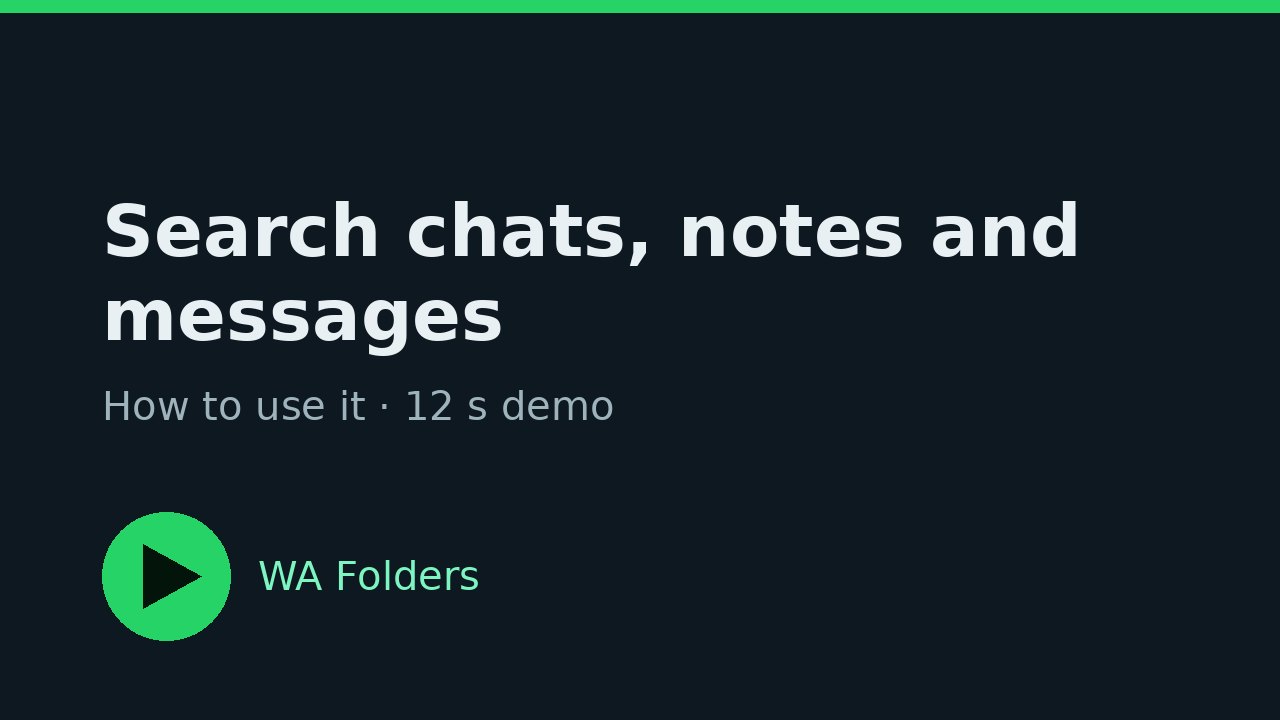 Search chats, notes and
messages
How to use it · 12 s demo
WA Folders